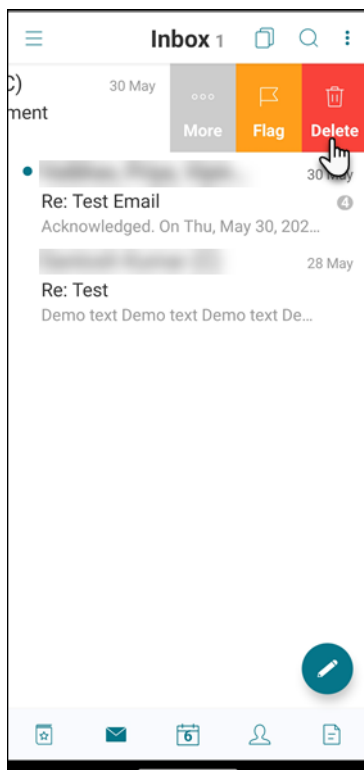 Inbox 1
C)
30 May
ment
More
Flag
Delete
30 May
Re: Test Email
4
Acknowledged. On Thu, May 30, 202...
28 May
Re: Test
Demo text Demo text Demo text De...
6